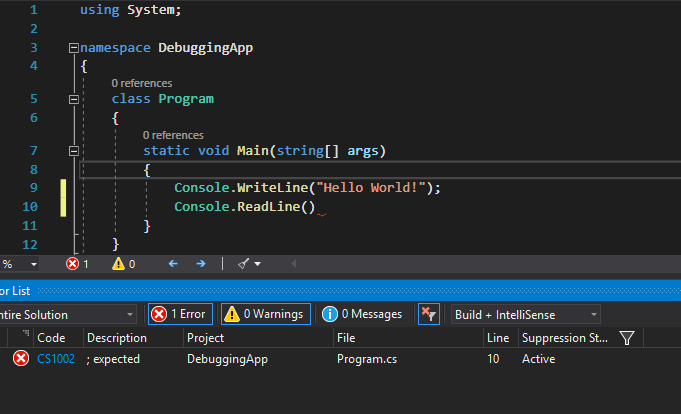 1 using System;
2
3 namespace DebuggingApp
4 {
0 references
5 class Program
6 {
0 references
7 static void Main(string[] args)
8 {
9 Console.WriteLine("Hello World!");
10 Console.ReadLine()
11 }
12 }
% 1 0
or List
ntire Solution 1 Error 0 Warnings 0 Messages Build + IntelliSense
Code Description Project File Line Suppression St...
CS1002 ; expected DebuggingApp Program.cs 10 Active